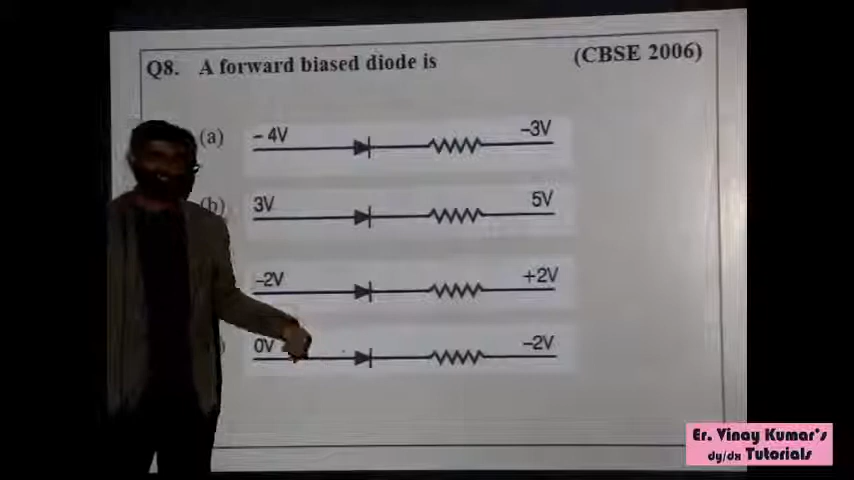 Q8. A forward biased diode is (CBSE 2006)
(a) – 4V –3V
(b) 3V 5V
–2V +2V
0V –2V
Er. Vinay Kumar's
dy/dx Tutorials